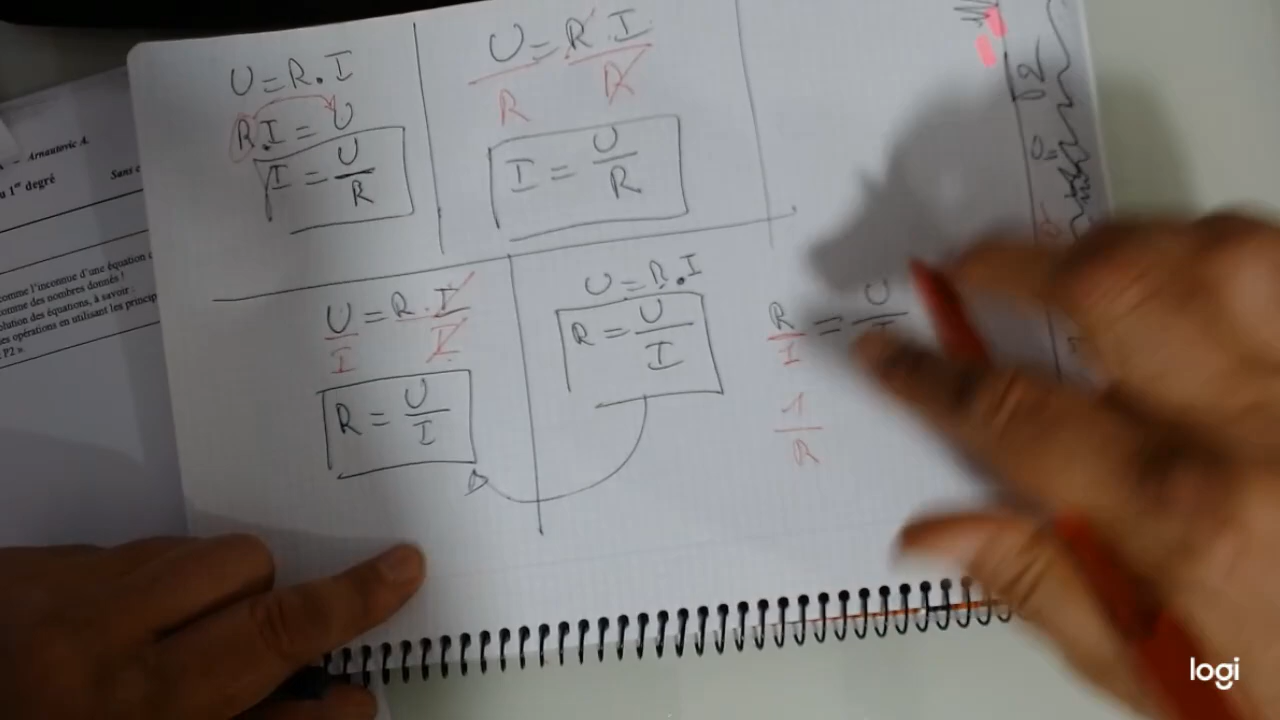 Arnautovic A.
1er degré
Sans c
comme l'inconnue d'une équation
comme des nombres donnés !
olution des équations, à savoir :
es opérations en utilisant les princip
P2 ».
U = R.I
R.I = U
I = U/R
U/R = R.I/R
I = U/R
U/I = R.I/I
R = U/I
U = R.I
R = U/I
R/I =
1/R
logi